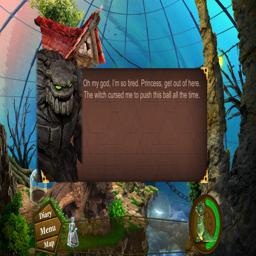 Oh my god, I'm so tired. Princess, get out of here.
The witch cursed me to push this ball all the time.
Diary
Menu
Map